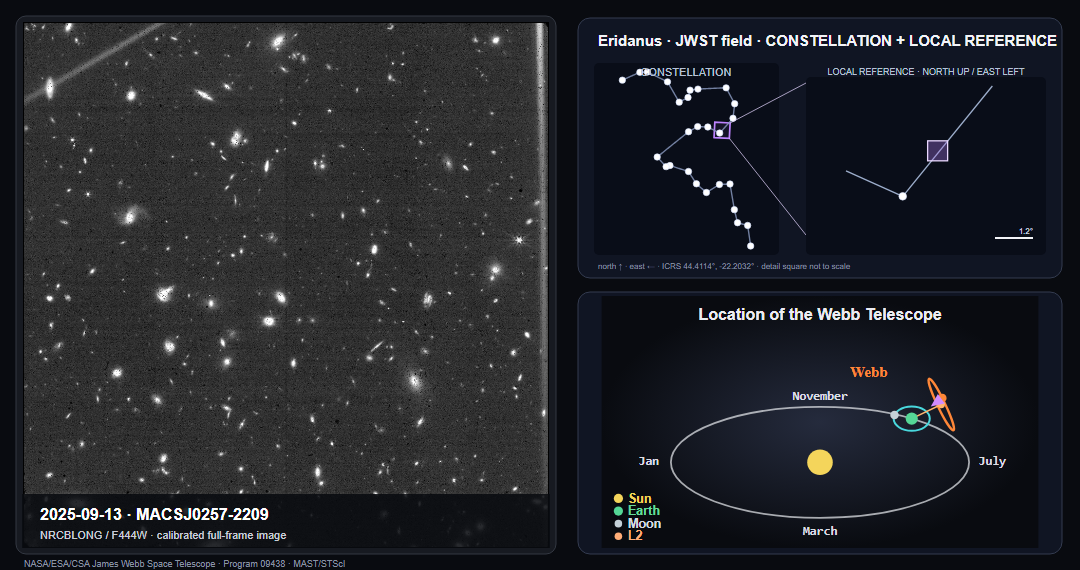 2025-09-13 · MACSJ0257-2209
NRCBLONG / F444W · calibrated full-frame image
NASA/ESA/CSA James Webb Space Telescope · Program 09438 · MAST/STScI
Eridanus · JWST field · CONSTELLATION + LOCAL REFERENCE
CONSTELLATION
LOCAL REFERENCE · NORTH UP / EAST LEFT
1.2°
north ↑ · east ← · ICRS 44.4114°, -22.2032° · detail square not to scale
Location of the Webb Telescope
Webb
November
Jan
July
March
Sun
Earth
Moon
L2